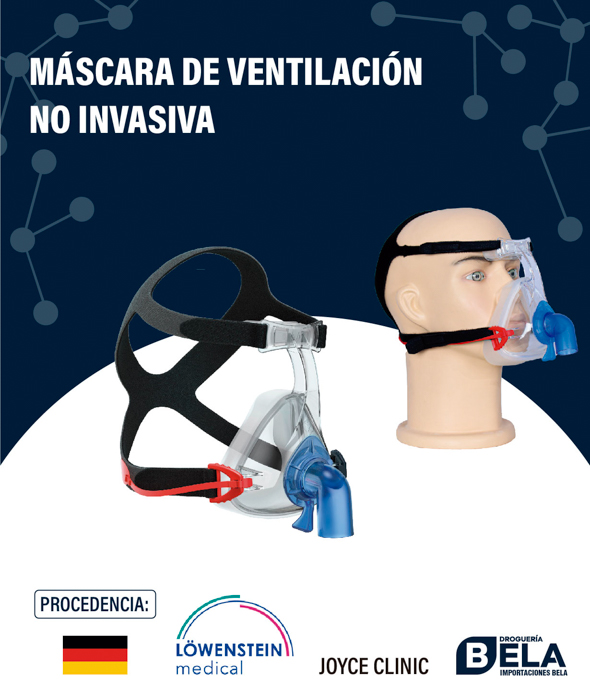 MÁSCARA DE VENTILACIÓN
NO INVASIVA
PROCEDENCIA:
LÖWENSTEIN
medical
JOYCE CLINIC
DROGUERÍA
BELA
IMPORTACIONES BELA